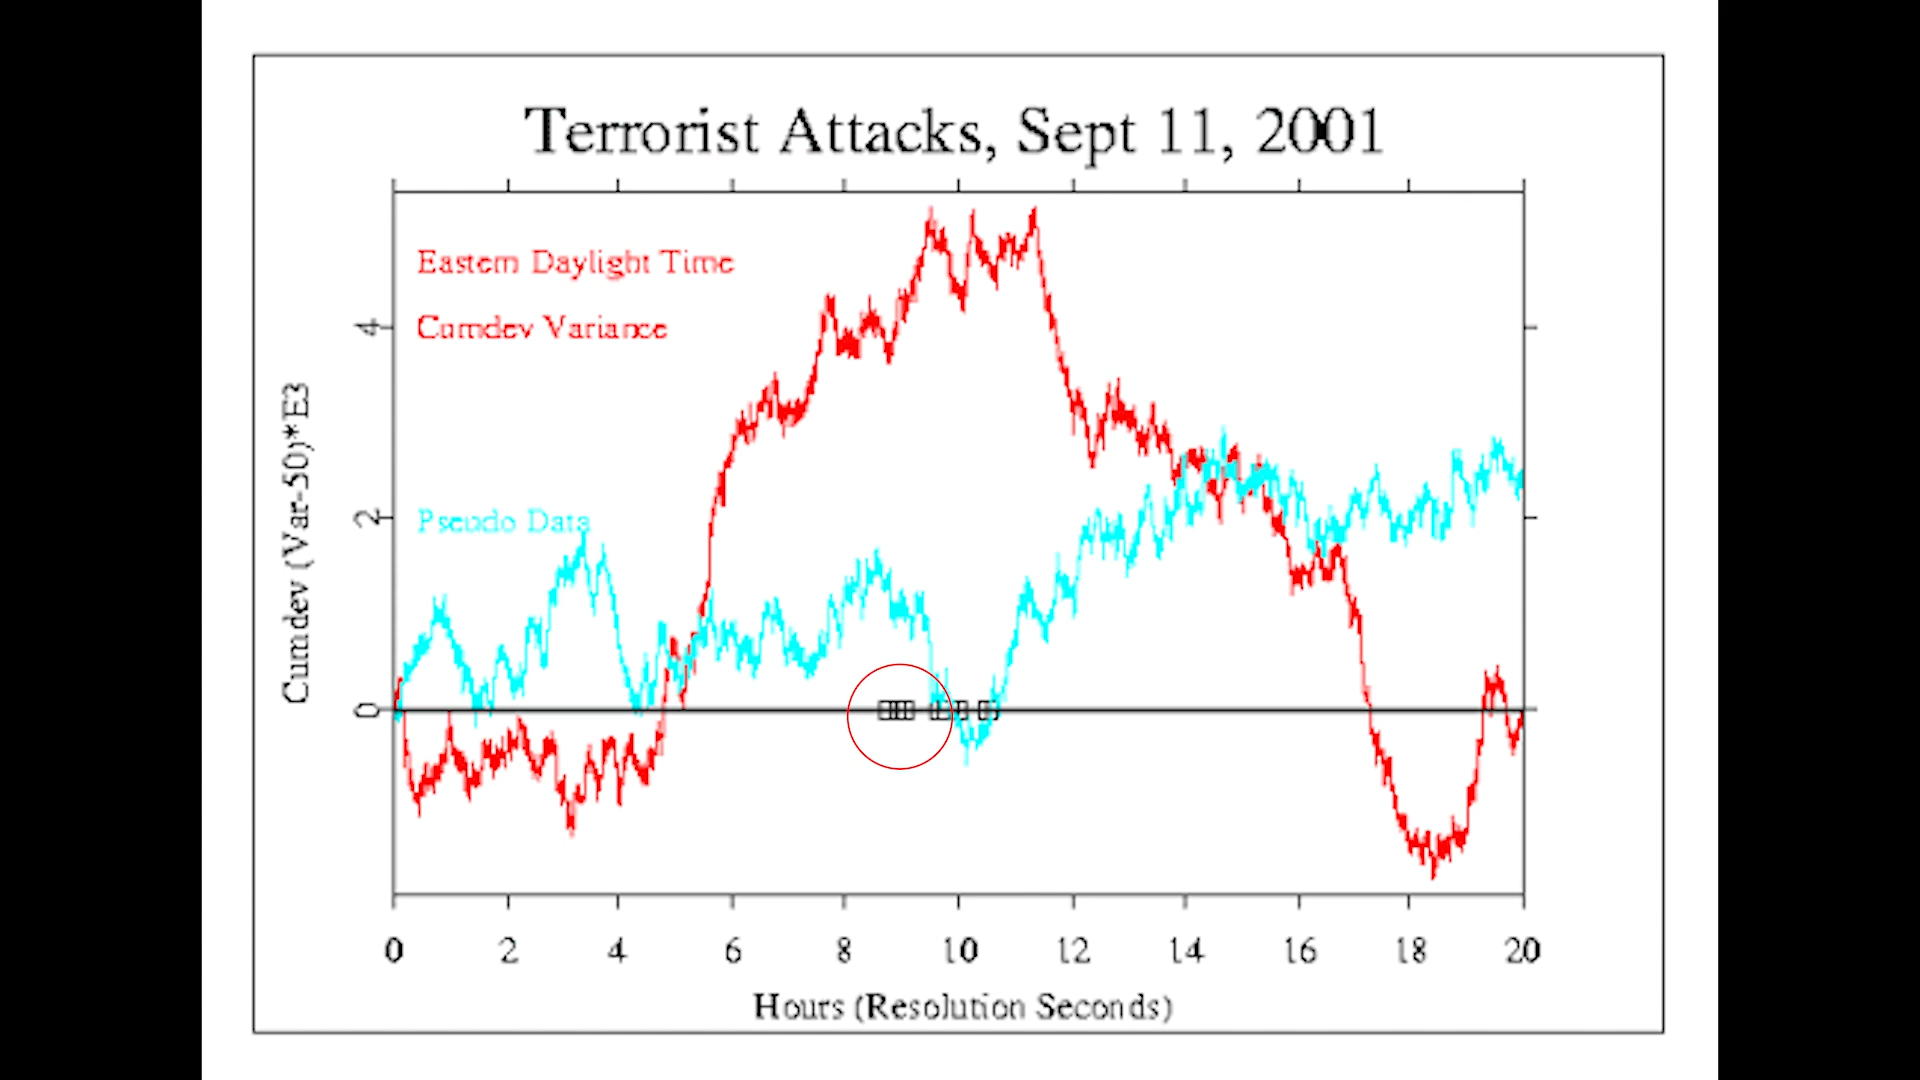 Terrorist Attacks, Sept 11, 2001
Eastern Daylight Time
Cumdev Variance
Pseudo Data
Cumdev (Var-50)*E3
4
2
0
0 2 4 6 8 10 12 14 16 18 20
Hours (Resolution Seconds)